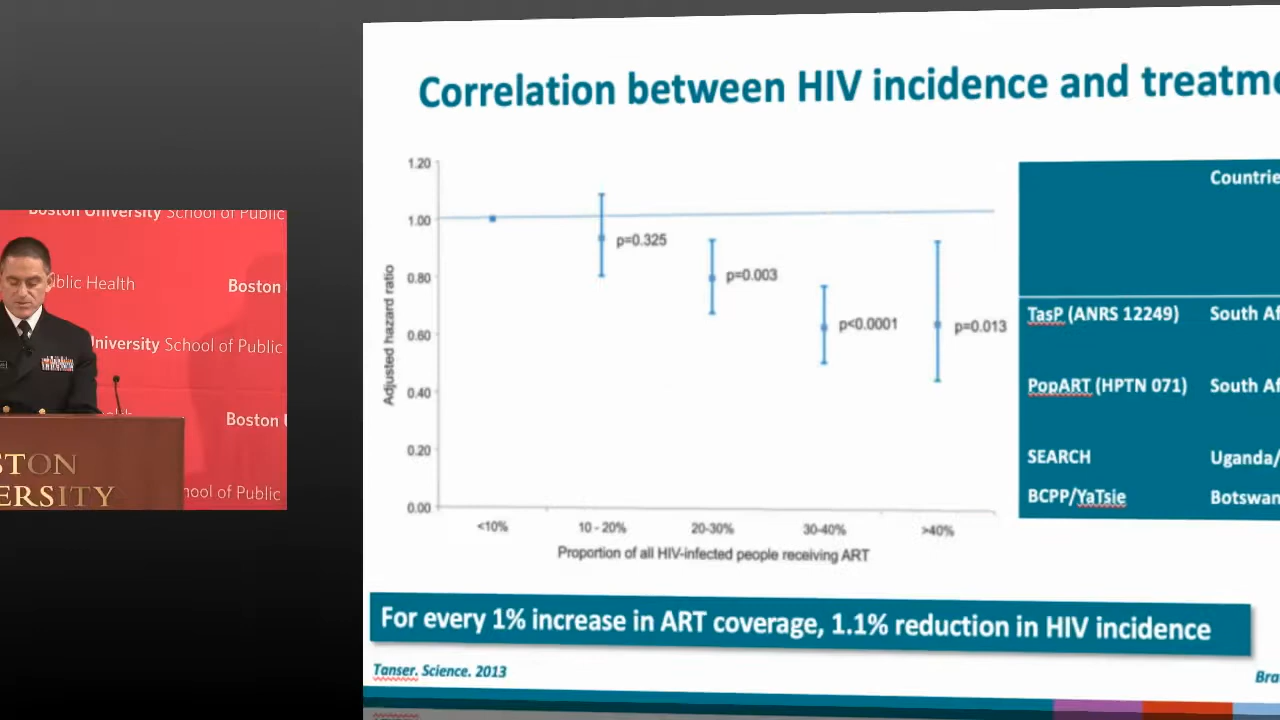 Boston University School of Public
ublic Health
Boston
niversity School of Public
Boston U
STON
ERSITY
hool of Public
Correlation between HIV incidence and treatme
1.20
1.00
0.80
0.60
0.40
0.20
0.00
Adjusted hazard ratio
p=0.325
p=0.003
p<0.0001
p=0.013
<10%
10 - 20%
20-30%
30-40%
>40%
Proportion of all HIV-infected people receiving ART
Countrie
TasP (ANRS 12249) South Af
PopART (HPTN 071) South Af
SEARCH Uganda/
BCPP/YaTsie Botswan
For every 1% increase in ART coverage, 1.1% reduction in HIV incidence
Tanser. Science. 2013
Bra